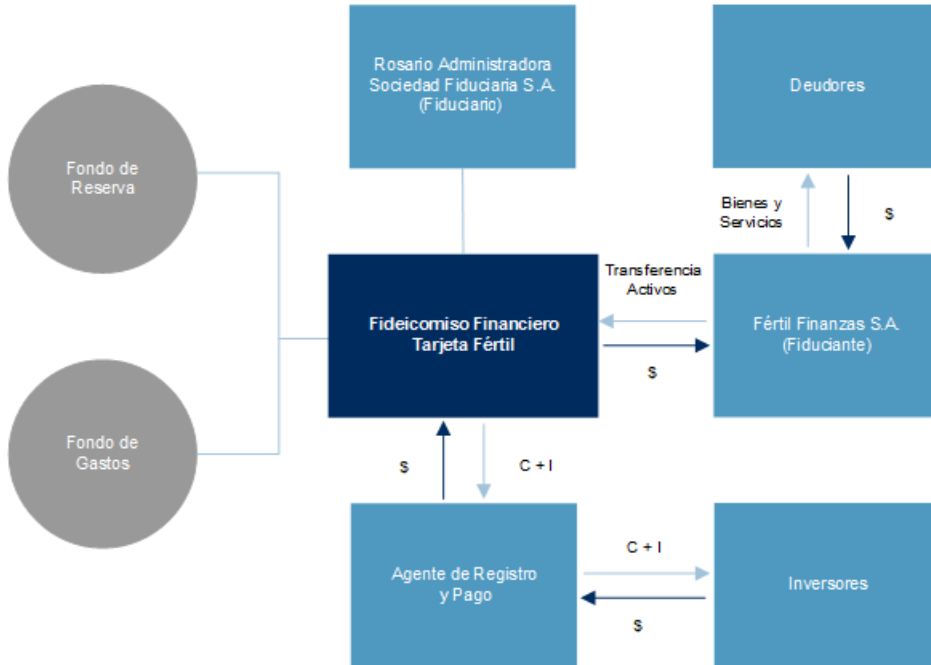 Rosario Administradora
Sociedad Fiduciaria S.A.
(Fiduciario)
Deudores
Fondo de
Reserva
Bienes y
Servicios
$
Transferencia
Activos
Fideicomiso Financiero
Tarjeta Fértil
Fértil Finanzas S.A.
(Fiduciante)
$
Fondo de
Gastos
$
C + I
Agente de Registro
y Pago
C + I
$
Inversores